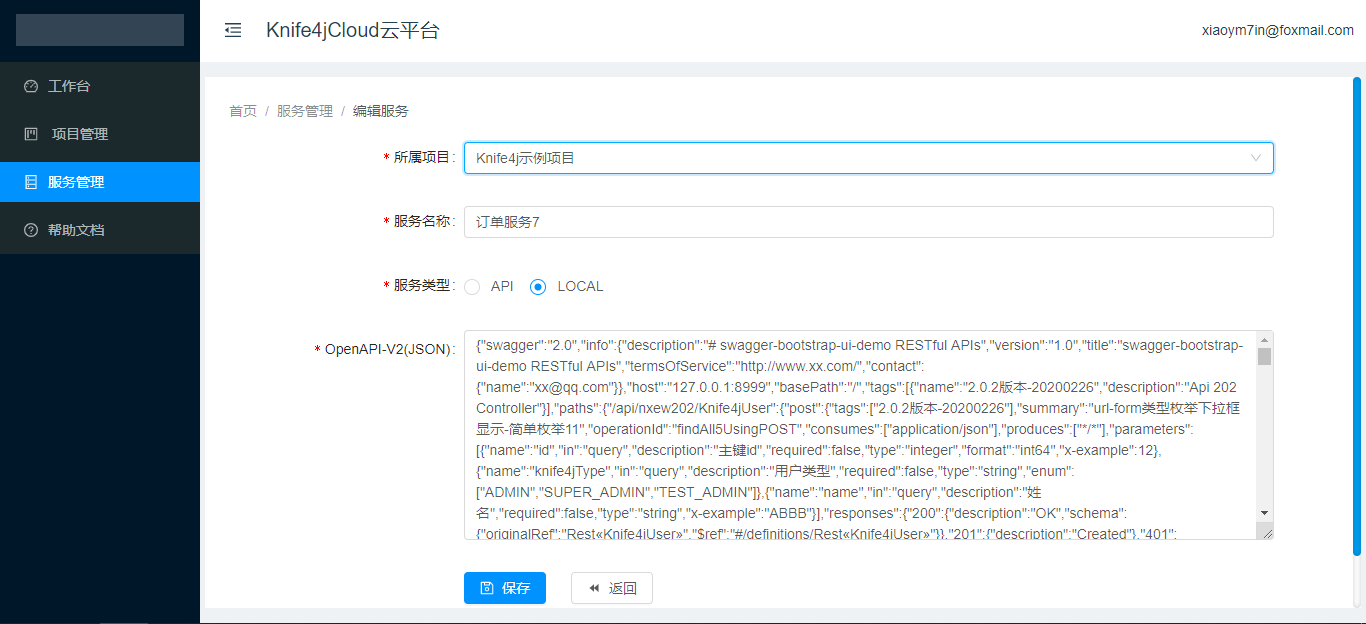 Knife4jCloud云平台
xiaoym7in@foxmail.com
工作台
项目管理
服务管理
帮助文档
首页 / 服务管理 / 编辑服务
* 所属项目: Knife4j示例项目
* 服务名称: 订单服务7
* 服务类型: API LOCAL
* OpenAPI-V2(JSON):
{"swagger":"2.0","info":{"description":"# swagger-bootstrap-ui-demo RESTful APIs","version":"1.0","title":"swagger-bootstrap-
ui-demo RESTful APIs","termsOfService":"http://www.xx.com/","contact":
{"name":"xx@qq.com"}},"host":"127.0.0.1:8999","basePath":"/","tags":[{"name":"2.0.2版本-20200226","description":"Api 202
Controller"}],"paths":{"/api/nxew202/Knife4jUser":{"post":{"tags":["2.0.2版本-20200226"],"summary":"url-form类型枚举下拉框
显示-简单枚举11","operationId":"findAll5UsingPOST","consumes":["application/json"],"produces":["*/*"],"parameters":
[{"name":"id","in":"query","description":"主键id","required":false,"type":"integer","format":"int64","x-example":12},
{"name":"knife4jType","in":"query","description":"用户类型","required":false,"type":"string","enum":
["ADMIN","SUPER_ADMIN","TEST_ADMIN"]},{"name":"name","in":"query","description":"姓
名","required":false,"type":"string","x-example":"ABBB"}],"responses":{"200":{"description":"OK","schema":
{"originalRef":"Rest«Knife4jUser»","$ref":"#/definitions/Rest«Knife4jUser»"}},"201":{"description":"Created"},"401":
保存
返回